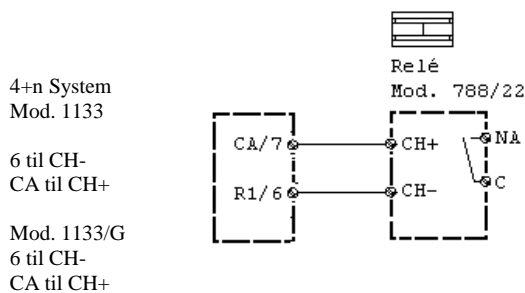 4+n System
Mod. 1133
6 til CH-
CA til CH+
Mod. 1133/G
6 til CH-
CA til CH+
Relé
Mod. 788/22
CA/7
CH+
NA
R1/6
CH-
C